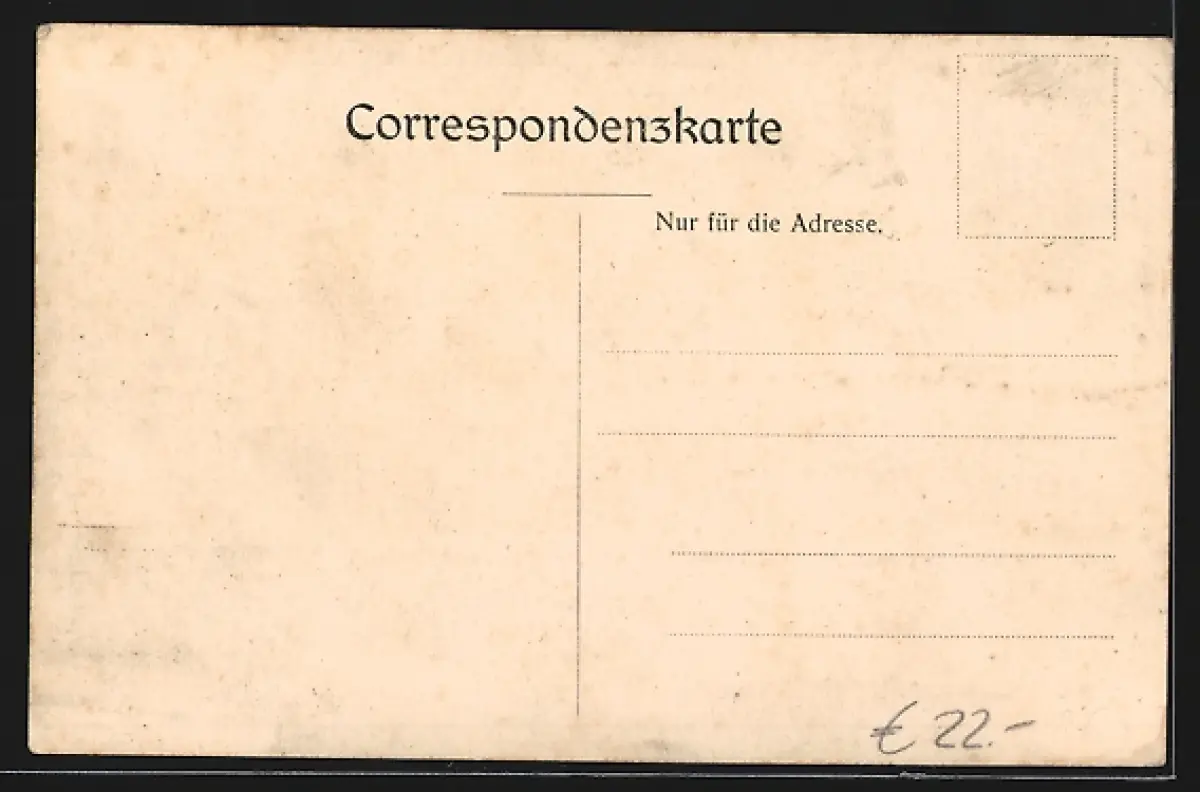 Correspondenzkarte
Nur für die Adresse.
€ 22.-